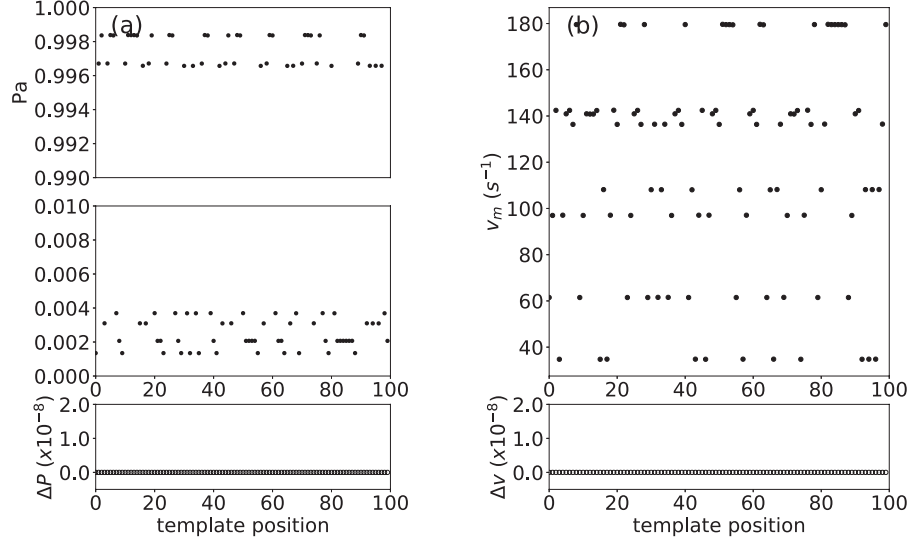 (a)
1.000
0.998
0.996
0.994
0.992
0.990
Pa
0.010
0.008
0.006
0.004
0.002
0.000
0 20 40 60 80 100
2.0
1.0
0.0
ΔP (x10⁻⁸)
0 20 40 60 80 100
template position
(b)
180
160
140
120
100
80
60
40
v_m (s⁻¹)
0 20 40 60 80 100
2.0
1.0
0.0
Δv (x10⁻⁸)
0 20 40 60 80 100
template position